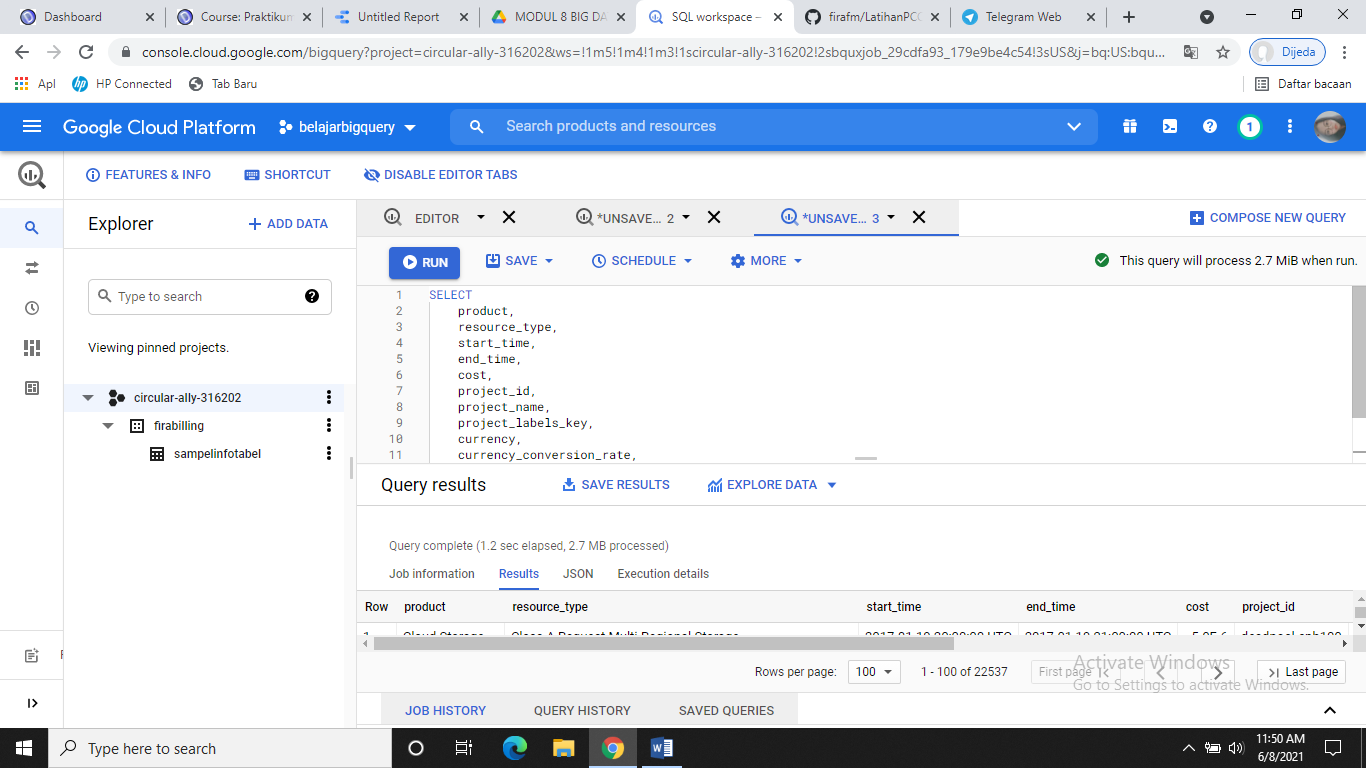 Dashboard
Course: Praktikun
Untitled Report
MODUL 8 BIG DA
SQL workspace –
firafm/LatihanPCC
Telegram Web
console.cloud.google.com/bigquery?project=circular-ally-316202&ws=!1m5!1m4!1m3!1scircular-ally-316202!2sbquxjob_29cdfa93_179e9be4c54!3sUS&j=bq:US:bqu...
Dijeda
Apl
HP Connected
Tab Baru
Daftar bacaan
Google Cloud Platform
belajarbigquery
Search products and resources
1
FEATURES & INFO
SHORTCUT
DISABLE EDITOR TABS
Explorer
+ ADD DATA
EDITOR
*UNSAVE... 2
*UNSAVE... 3
COMPOSE NEW QUERY
RUN
SAVE
SCHEDULE
MORE
This query will process 2.7 MiB when run.
Type to search
Viewing pinned projects.
circular-ally-316202
firabilling
sampelinfotabel
1 SELECT
2 product,
3 resource_type,
4 start_time,
5 end_time,
6 cost,
7 project_id,
8 project_name,
9 project_labels_key,
10 currency,
11 currency_conversion_rate,
Query results
SAVE RESULTS
EXPLORE DATA
Query complete (1.2 sec elapsed, 2.7 MB processed)
Job information
Results
JSON
Execution details
Row product resource_type start_time end_time cost project_id
Rows per page:
100
1 - 100 of 22537
First page
Last page
Activate Windows
Go to Settings to activate Windows.
JOB HISTORY
QUERY HISTORY
SAVED QUERIES
Type here to search
11:50 AM
6/8/2021